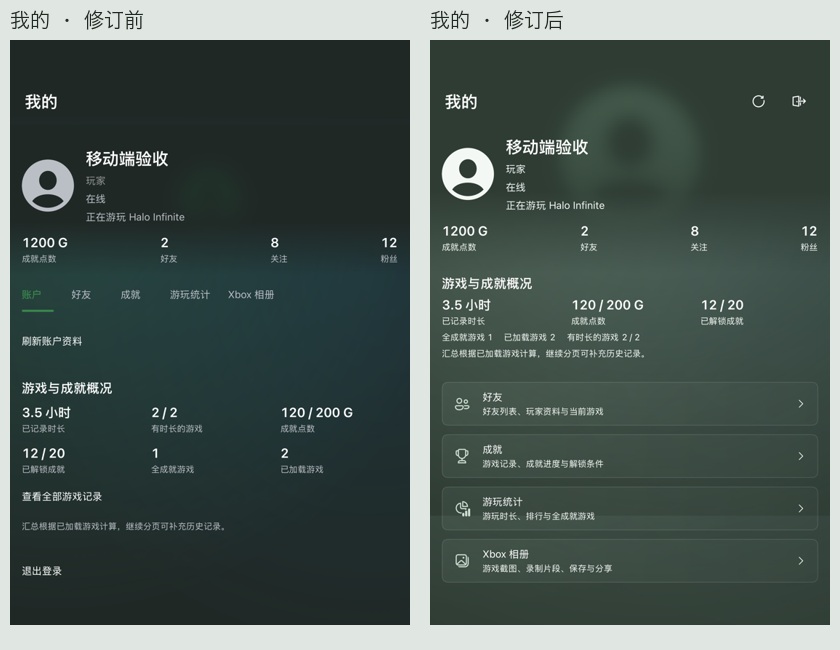 我的 · 修订前
我的
移动端验收
玩家
在线
正在游玩 Halo Infinite
1200 G
成就点数
2
好友
8
关注
12
粉丝
账户
好友
成就
游玩统计
Xbox 相册
刷新账户资料
游戏与成就概况
3.5 小时
已记录时长
2 / 2
有时长的游戏
120 / 200 G
成就点数
12 / 20
已解锁成就
1
全成就游戏
2
已加载游戏
查看全部游戏记录
汇总根据已加载游戏计算，继续分页可补充历史记录。
退出登录
我的 · 修订后
我的
移动端验收
玩家
在线
正在游玩 Halo Infinite
1200 G
成就点数
2
好友
8
关注
12
粉丝
游戏与成就概况
3.5 小时
已记录时长
120 / 200 G
成就点数
12 / 20
已解锁成就
全成就游戏 1 已加载游戏 2 有时长的游戏 2 / 2
汇总根据已加载游戏计算，继续分页可补充历史记录。
好友
好友列表、玩家资料与当前游戏
成就
游戏记录、成就进度与解锁条件
游玩统计
游玩时长、排行与全成就游戏
Xbox 相册
游戏截图、录制片段、保存与分享